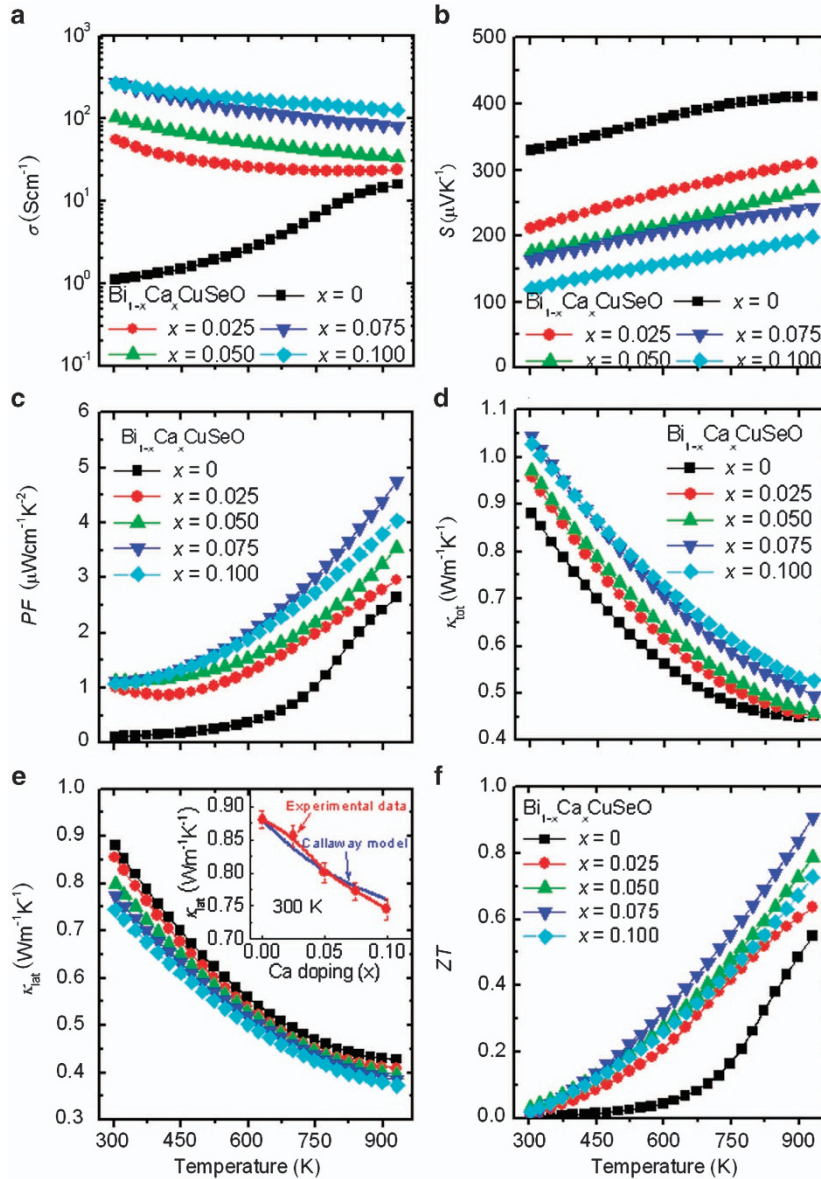 a
10³
10²
10¹
10⁰
10⁻¹
σ (Scm⁻¹)
Bi₁₋ₓCaₓCuSeO
x = 0
x = 0.025
x = 0.075
x = 0.050
x = 0.100
b
500
400
300
200
100
0
S (μVK⁻¹)
Bi₁₋ₓCaₓCuSeO
x = 0
x = 0.025
x = 0.075
x = 0.050
x = 0.100
c
6
5
4
3
2
1
0
PF (μWcm⁻¹K⁻²)
Bi₁₋ₓCaₓCuSeO
x = 0
x = 0.025
x = 0.050
x = 0.075
x = 0.100
d
1.1
1.0
0.9
0.8
0.7
0.6
0.5
0.4
κtot (Wm⁻¹K⁻¹)
Bi₁₋ₓCaₓCuSeO
x = 0
x = 0.025
x = 0.050
x = 0.075
x = 0.100
e
1.0
0.9
0.8
0.7
0.6
0.5
0.4
0.3
κlat (Wm⁻¹K⁻¹)
0.90
0.85
0.80
0.75
0.70
κlat (Wm⁻¹K⁻¹)
Experimental data
Callaway model
300 K
0.00 0.05 0.10
Ca doping (x)
300 450 600 750 900
Temperature (K)
f
1.0
0.8
0.6
0.4
0.2
0.0
ZT
Bi₁₋ₓCaₓCuSeO
x = 0
x = 0.025
x = 0.050
x = 0.075
x = 0.100
300 450 600 750 900
Temperature (K)